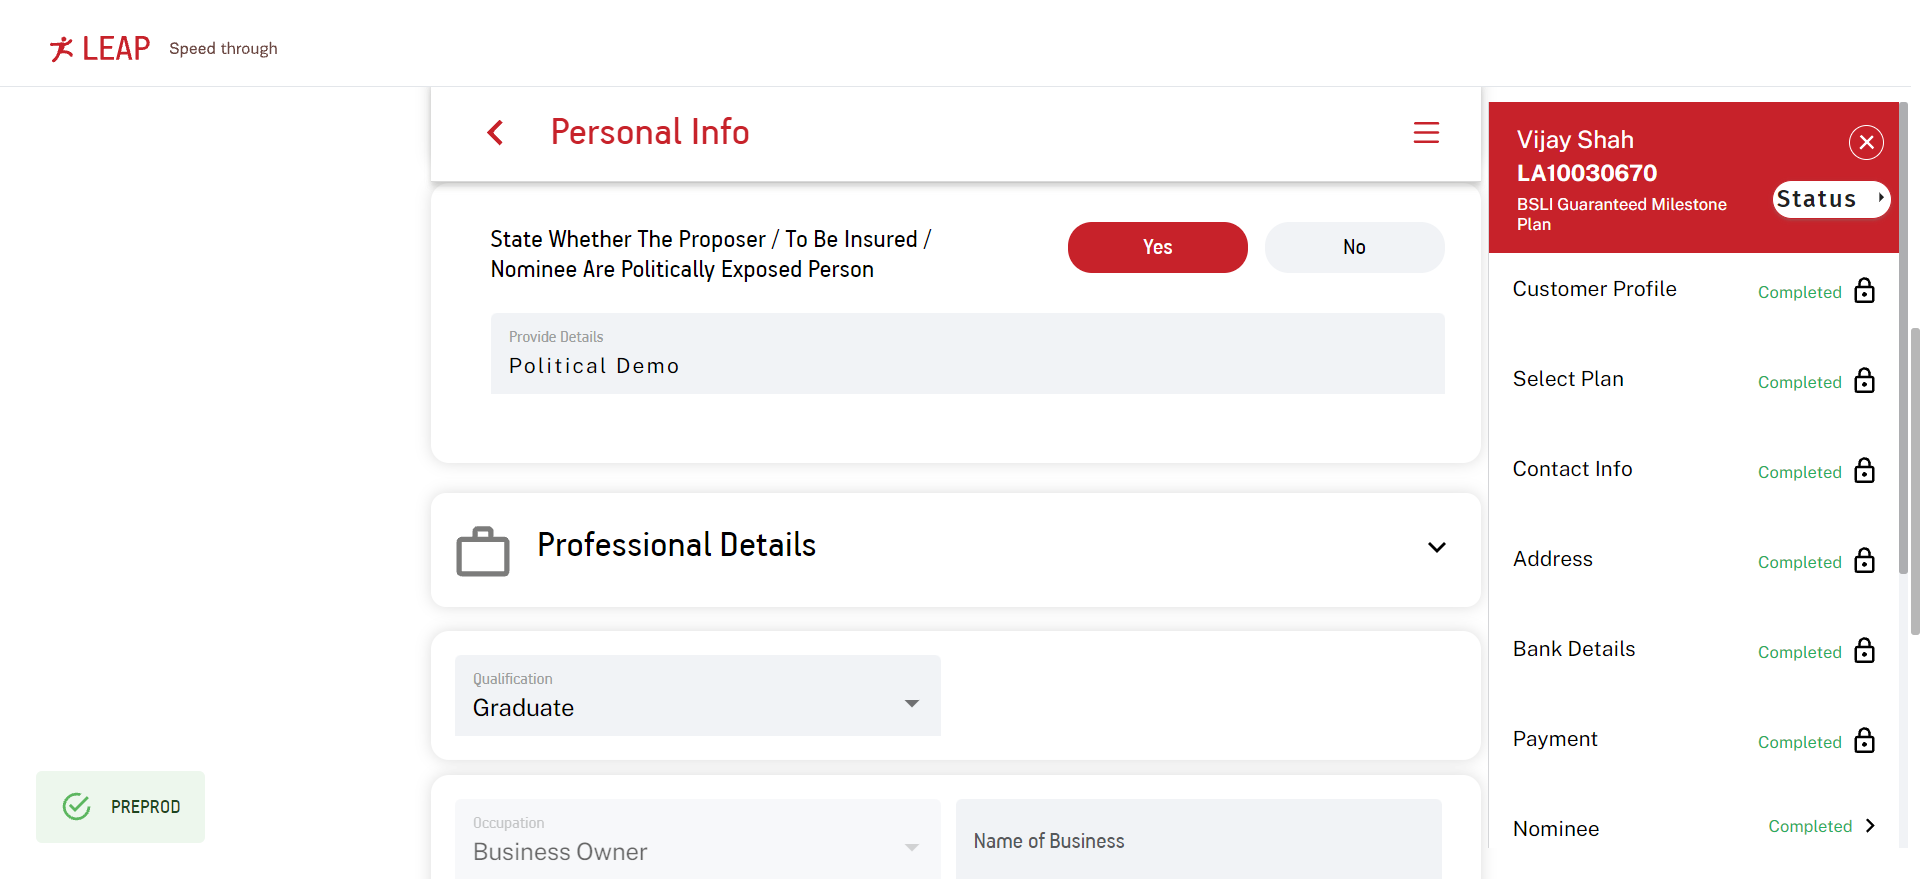 LEAP Speed through
Personal Info
State Whether The Proposer / To Be Insured /
Nominee Are Politically Exposed Person
Yes
No
Provide Details
Political Demo
Professional Details
Qualification
Graduate
Occupation
Business Owner
Name of Business
PREPROD
Vijay Shah
LA10030670
BSLI Guaranteed Milestone
Plan
Status
Customer Profile Completed
Select Plan Completed
Contact Info Completed
Address Completed
Bank Details Completed
Payment Completed
Nominee Completed